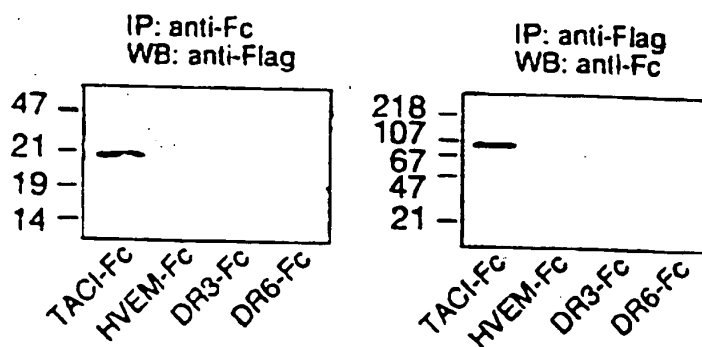 IP: anti-Fc
WB: anti-Flag
47
21
19
14
TACI-Fc
HVEM-Fc
DR3-Fc
DR6-Fc
IP: anti-Flag
WB: anti-Fc
218
107
67
47
21
TACI-Fc
HVEM-Fc
DR3-Fc
DR6-Fc